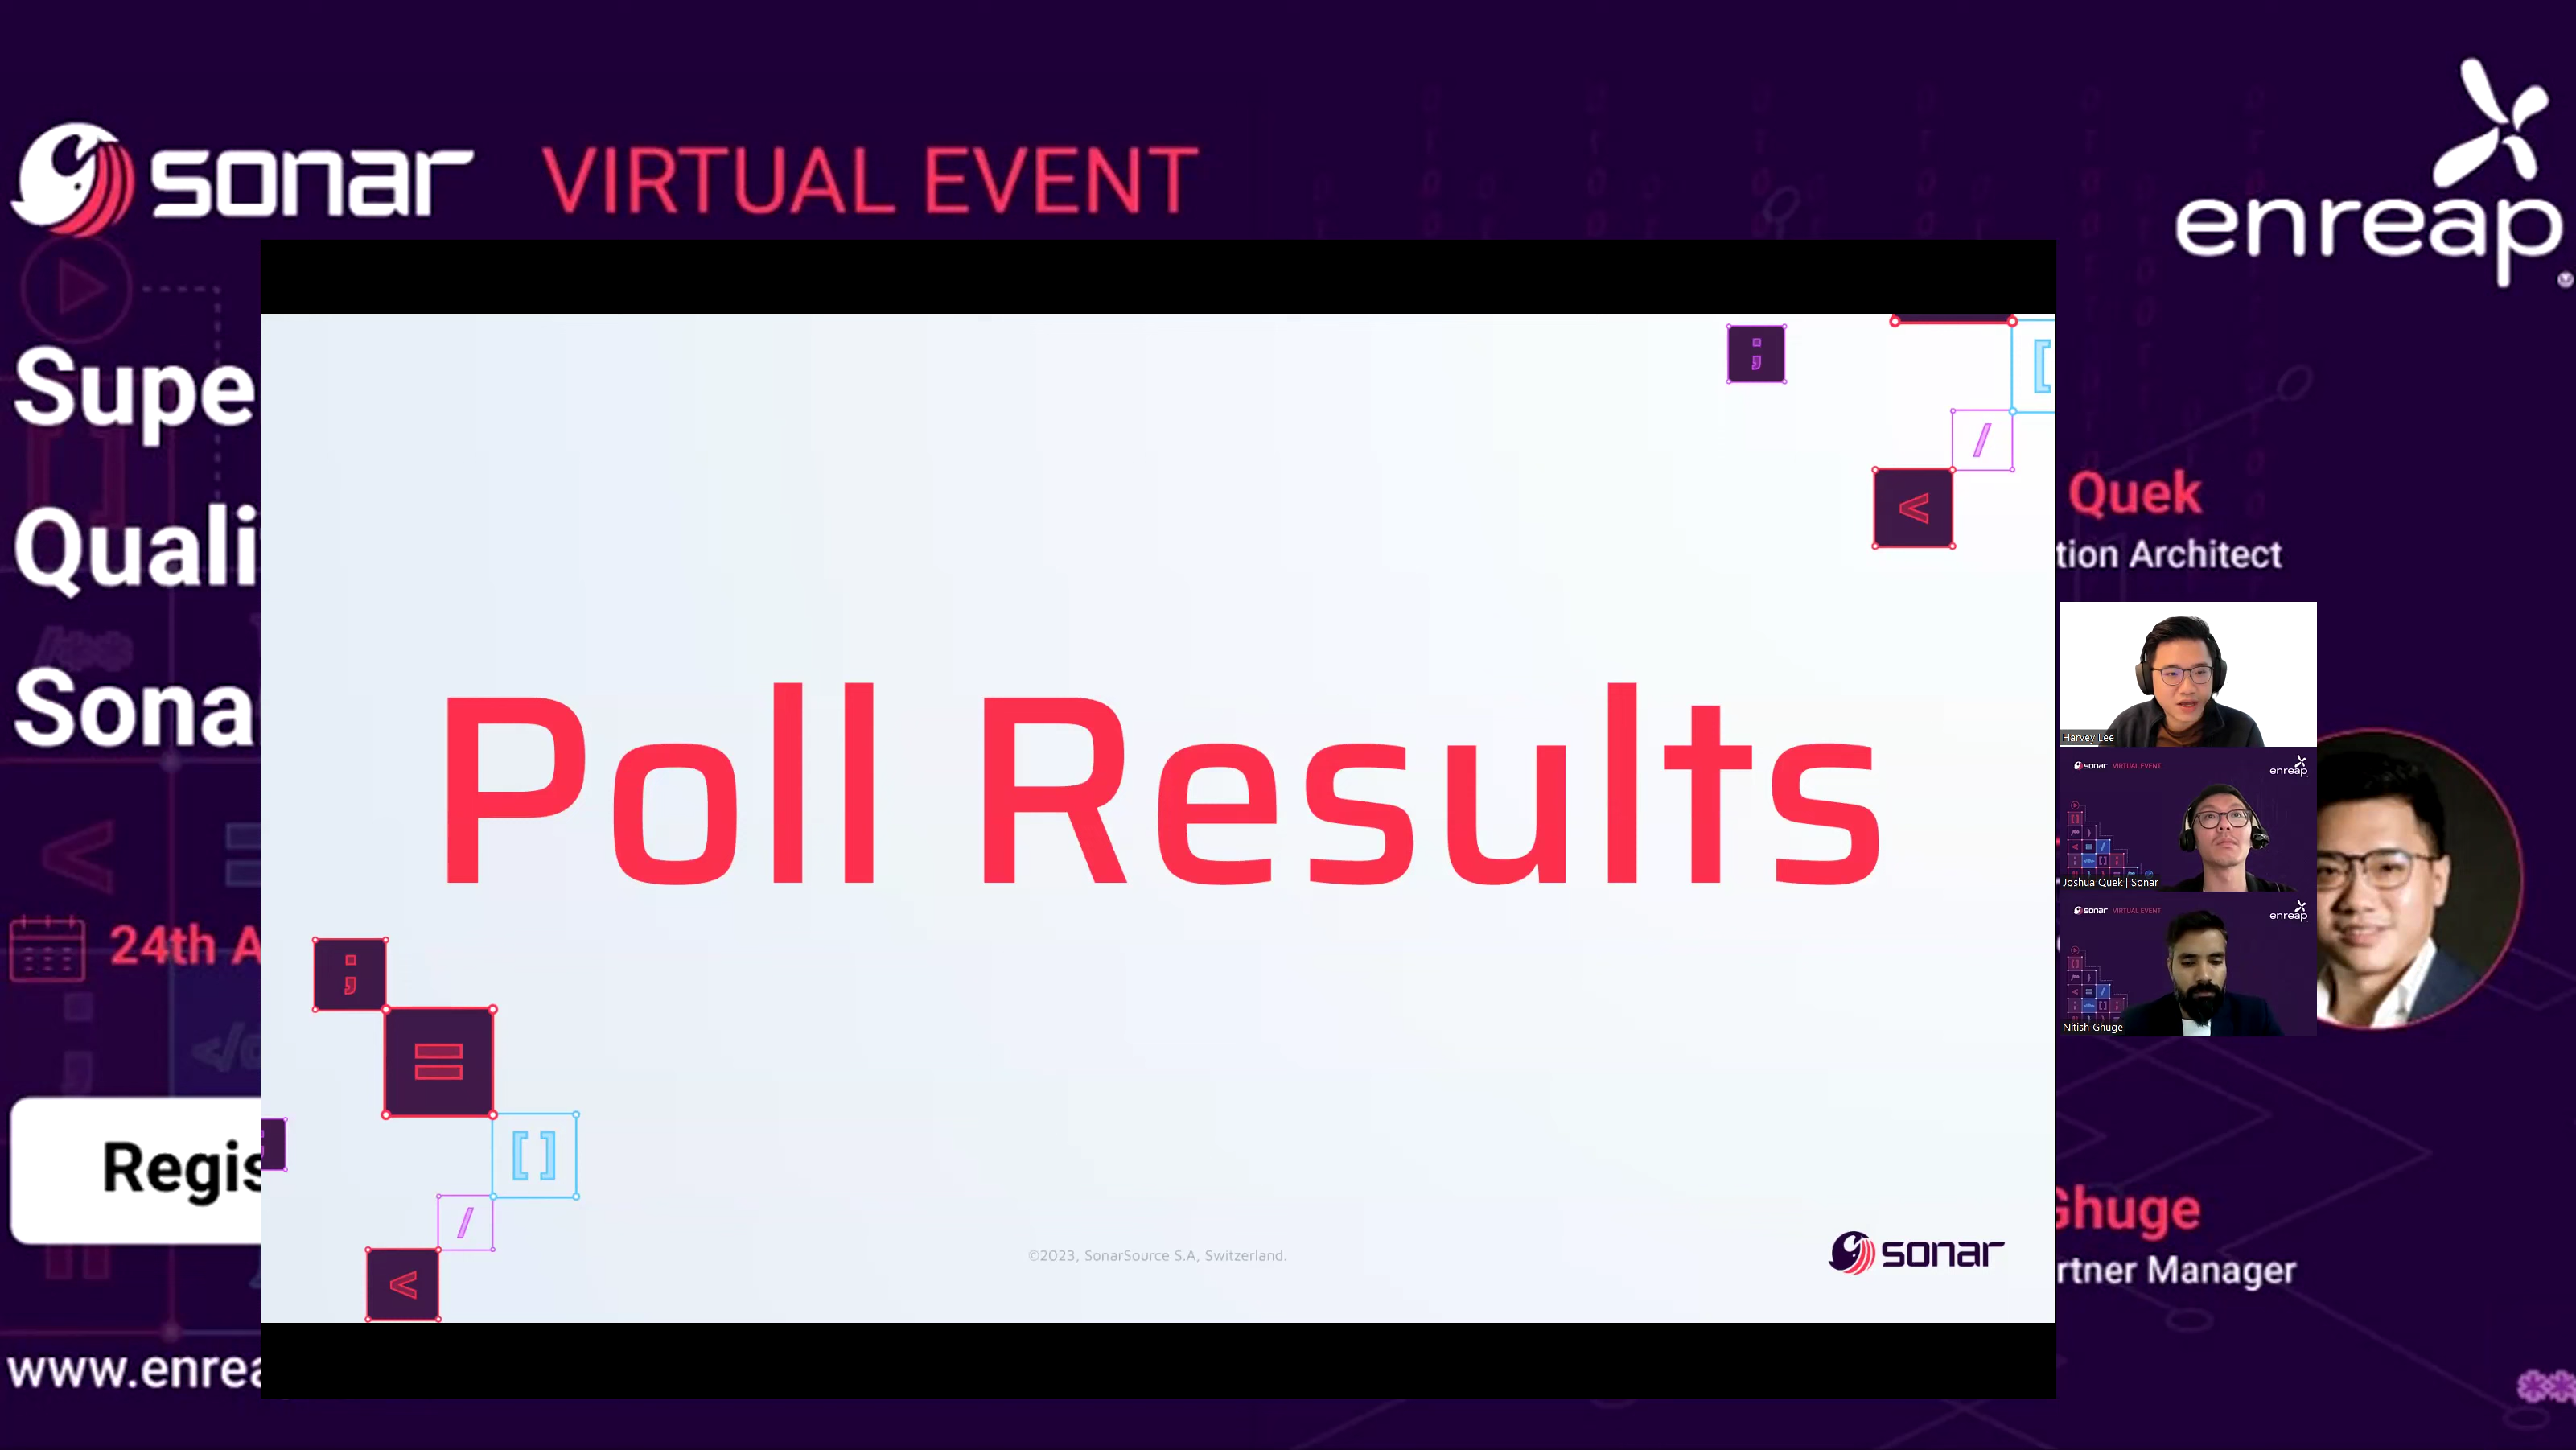 sonar VIRTUAL EVENT
enreap
Supe
Quali
Sona
24th A
Regis
www.enrea
Poll Results
;
[
/
<
;
=
[ ]
/
<
©2023, SonarSource S.A, Switzerland.
sonar
Quek
tion Architect
Harvey Lee
sonar VIRTUAL EVENT
enreap
Joshua Quek | Sonar
sonar VIRTUAL EVENT
enreap
Nitish Ghuge
Ghuge
rtner Manager